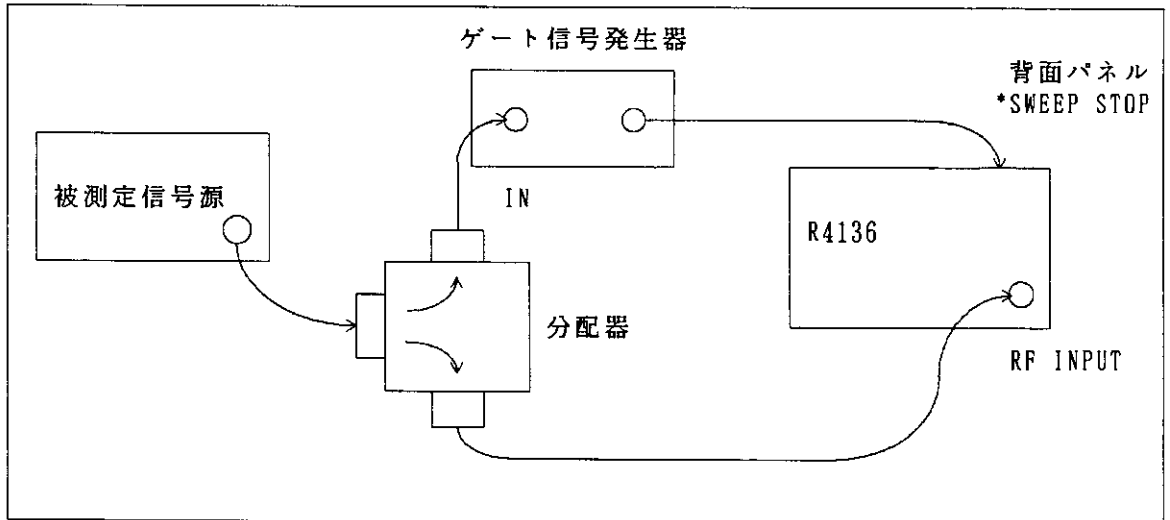 ゲート信号発生器
背面パネル
*SWEEP STOP
被測定信号源
IN
R4136
分配器
RF INPUT